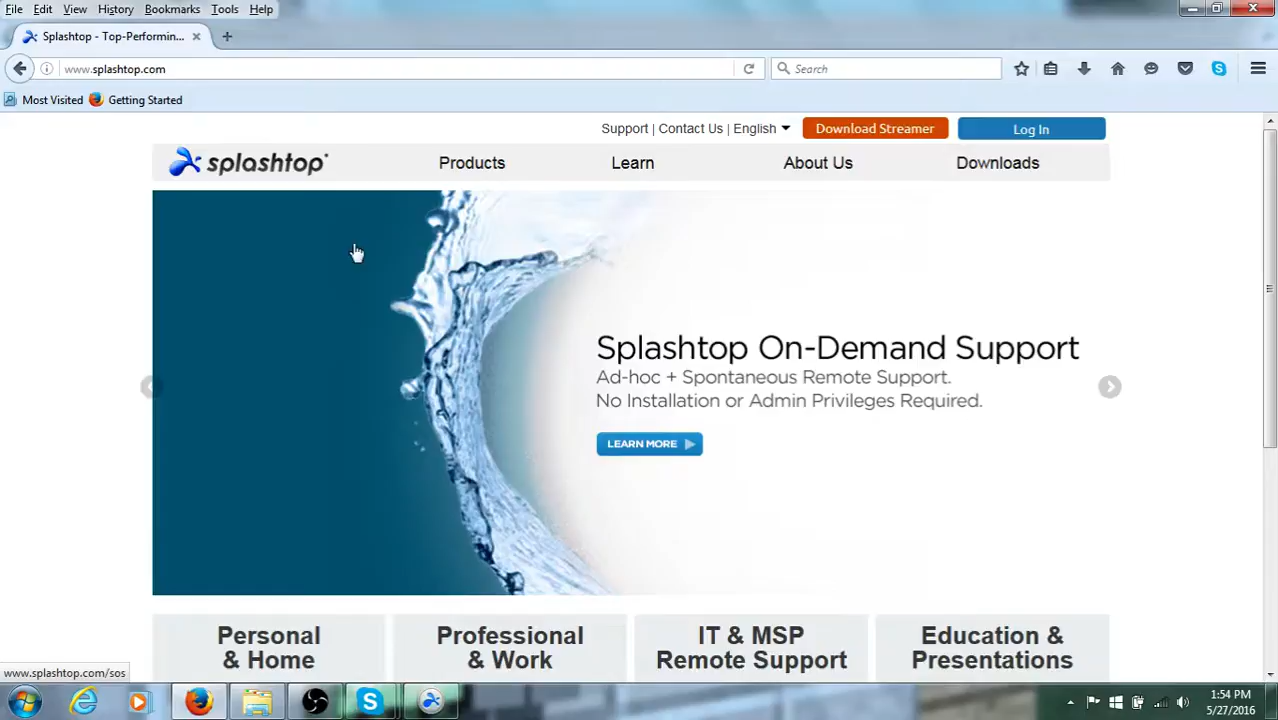 File Edit View History Bookmarks Tools Help
Splashtop - Top-Performin...
www.splashtop.com
Search
Most Visited Getting Started
Support | Contact Us | English Download Streamer Log In
splashtop Products Learn About Us Downloads
Splashtop On-Demand Support
Ad-hoc + Spontaneous Remote Support.
No Installation or Admin Privileges Required.
LEARN MORE
Personal
& Home
Professional
& Work
IT & MSP
Remote Support
Education &
Presentations
www.splashtop.com/sos
1:54 PM
5/27/2016